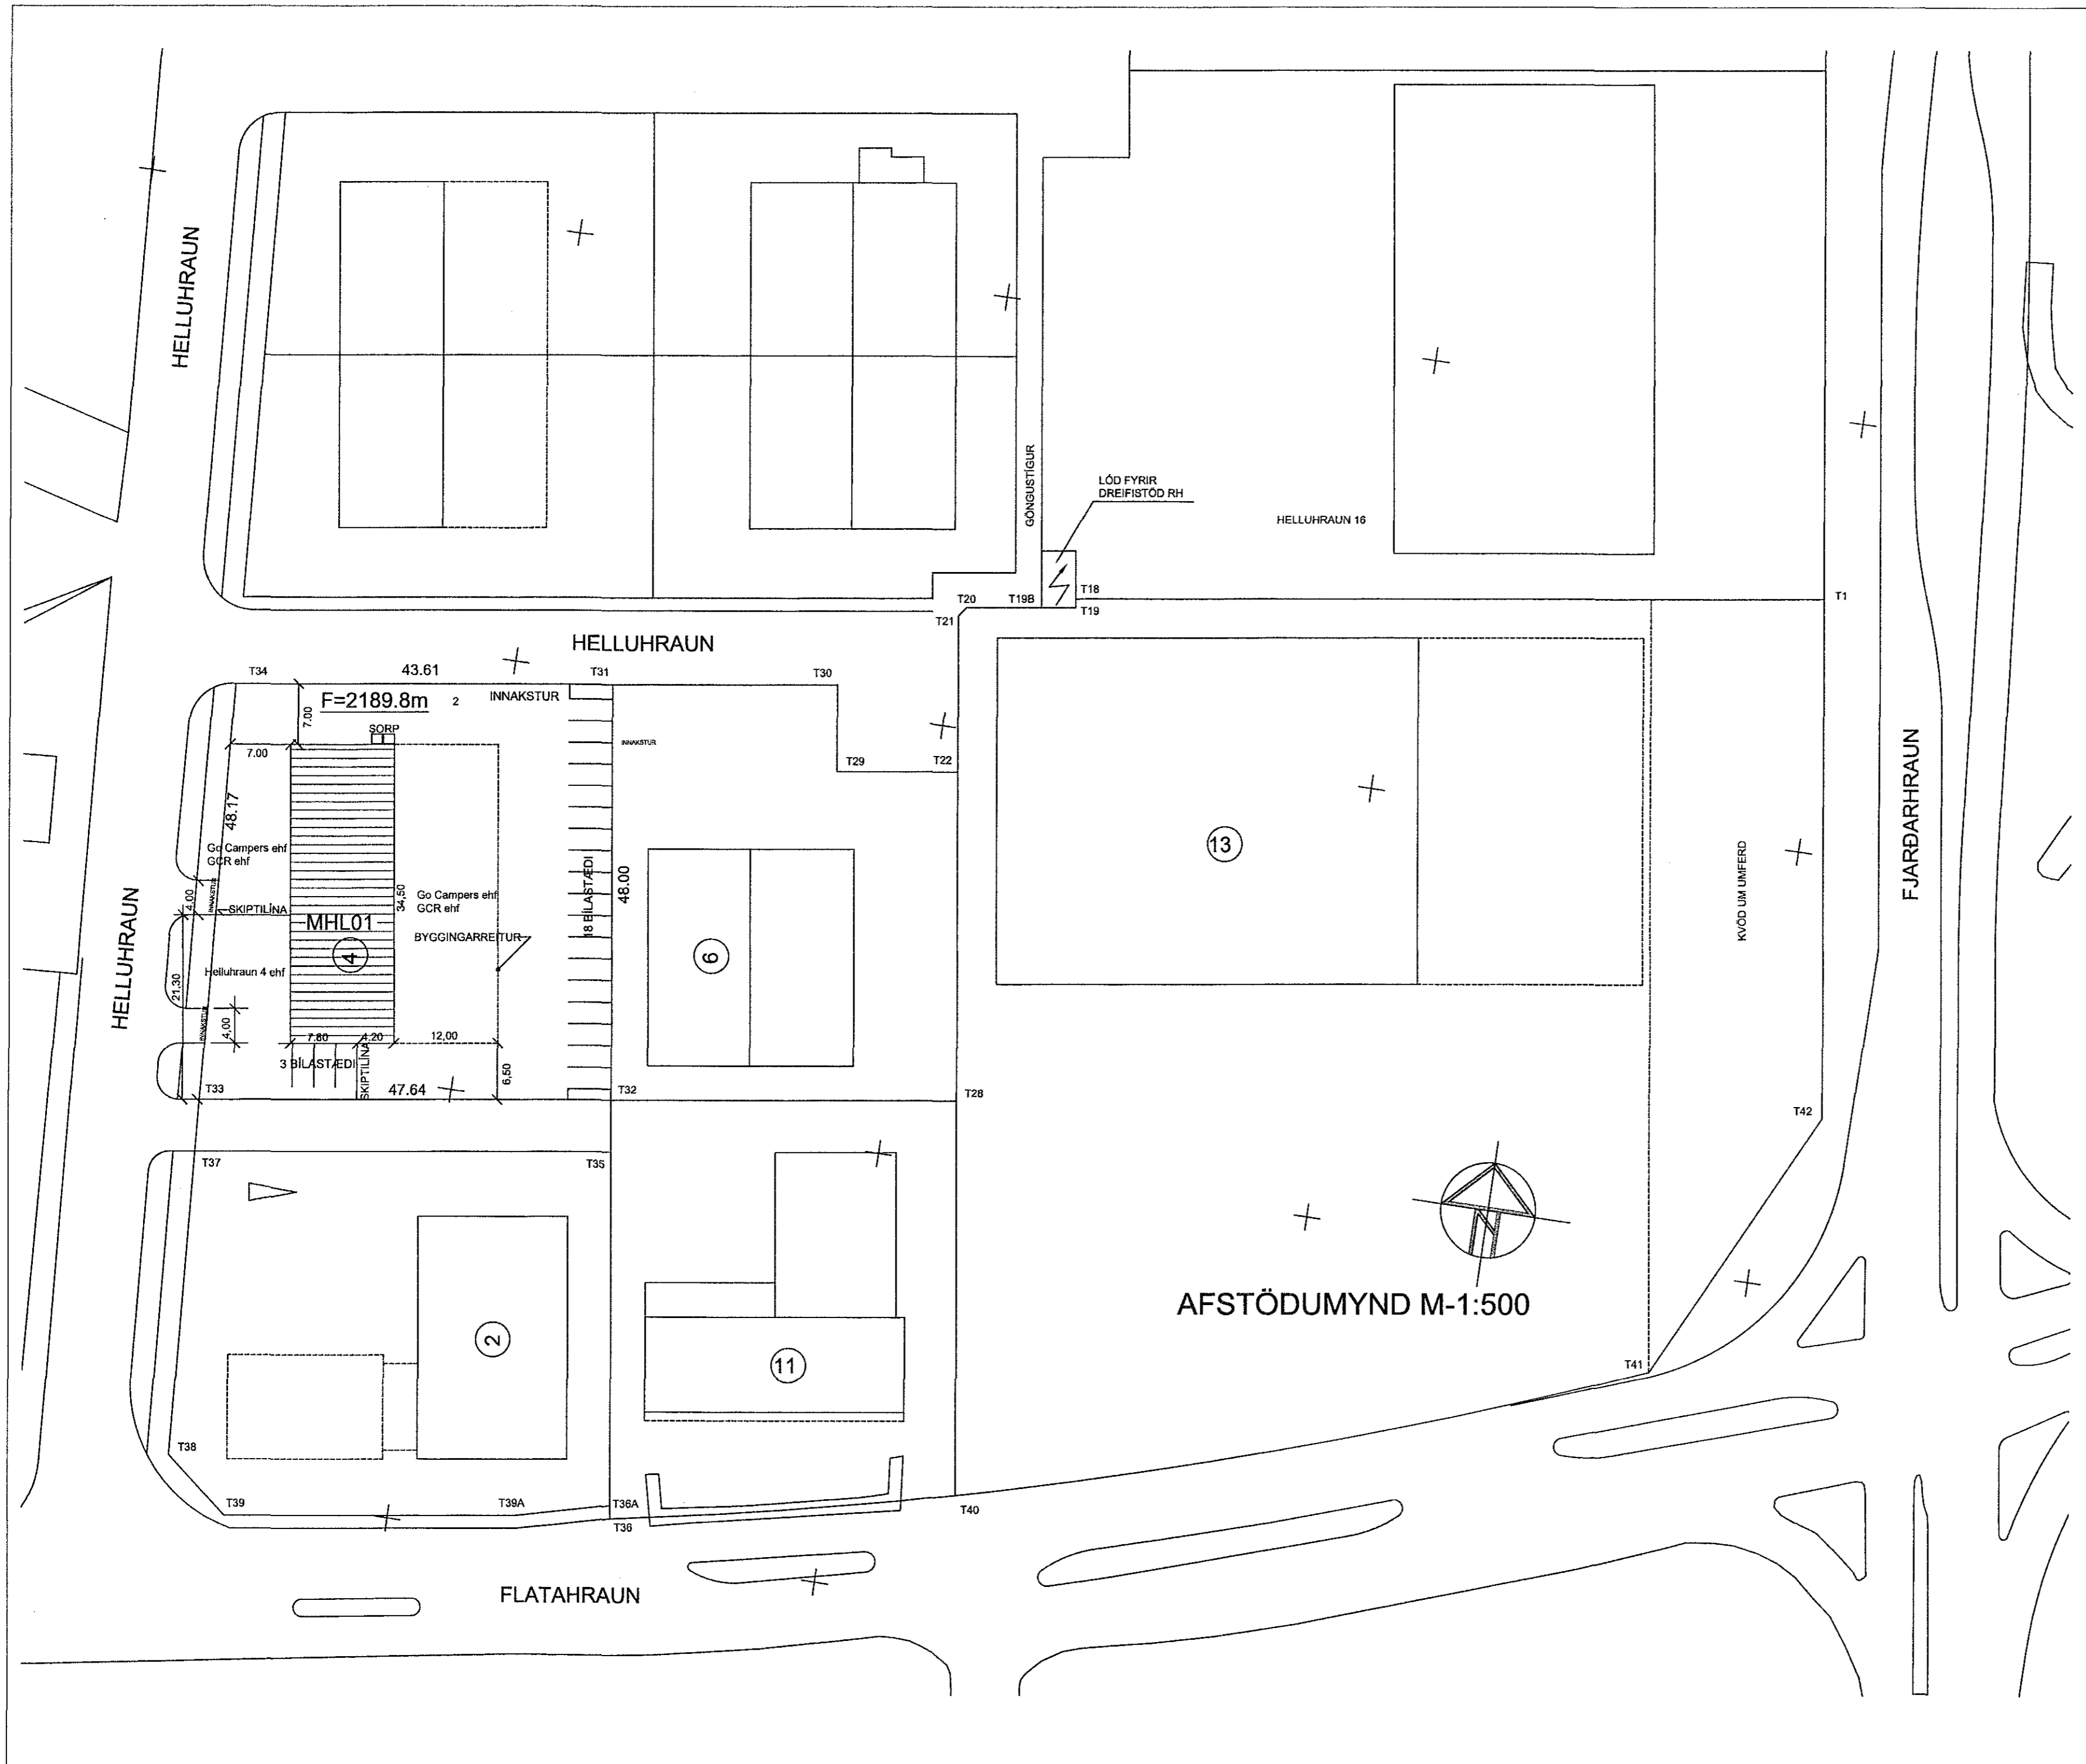 HELLUHRAUN
GÖNGUSTÍGUR
LÓÐ FYRIR
DREIFISTÖÐ RH
HELLUHRAUN 16
T18
T19
T19B
T20
T21
T1
HELLUHRAUN
T34
43.61
T31
T30
F=2189.8m 2
INNAKSTUR
7.00
SORP
INNAKSTUR
7.00
T29
T22
FJARÐARHRAUN
48.17
Go Campers ehf
GCR ehf
18 BÍLASTÆÐI
48.00
13
KVÖÐ UM UMFERÐ
4,00
INNAKSTUR
34,50
Go Campers ehf
GCR ehf
SKIPTILÍNA
MHL01
BYGGINGARREITUR
4
6
HELLUHRAUN
Helluhraun 4 ehf
21,30
INNAKSTUR
4,00
7.80
4,20
12,00
3 BÍLASTÆÐI
SKIPTILÍNA
6,50
T33
47.64
T32
T28
T42
T37
T35
N
AFSTÖÐUMYND M-1:500
2
11
T41
T38
T39
T39A
T36A
T36
T40
FLATAHRAUN